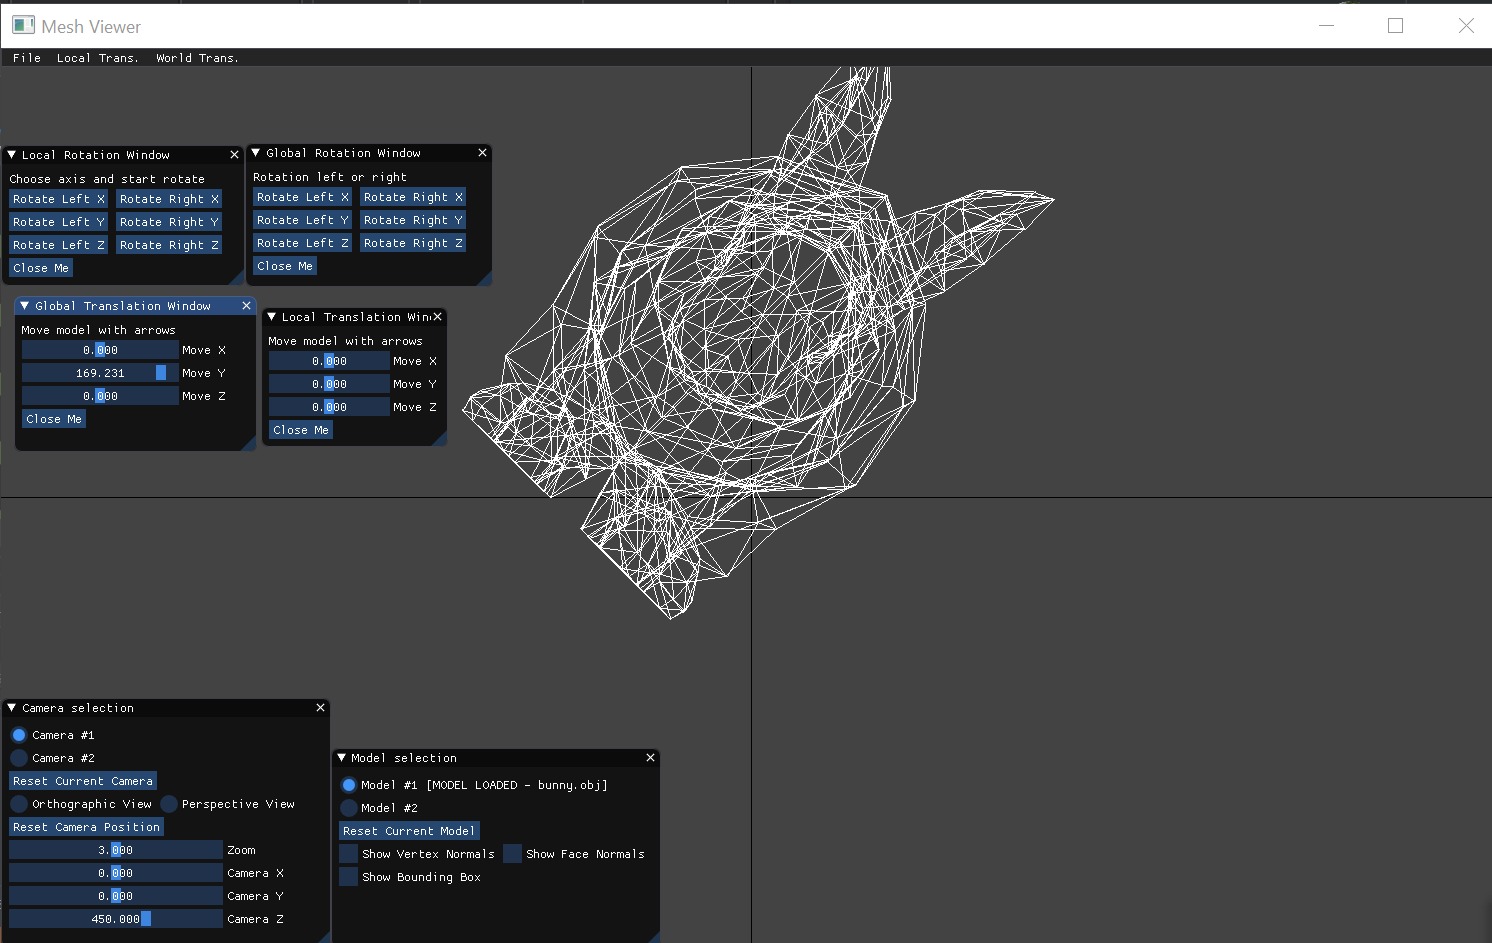 Mesh Viewer
File Local Trans. World Trans.
Local Rotation Window
Choose axis and start rotate
Rotate Left X Rotate Right X
Rotate Left Y Rotate Right Y
Rotate Left Z Rotate Right Z
Close Me
Global Rotation Window
Rotation left or right
Rotate Left X Rotate Right X
Rotate Left Y Rotate Right Y
Rotate Left Z Rotate Right Z
Close Me
Global Translation Window
Move model with arrows
0.000 Move X
169.231 Move Y
0.000 Move Z
Close Me
Local Translation Win
Move model with arrows
0.000 Move X
0.000 Move Y
0.000 Move Z
Close Me
Camera selection
Camera #1
Camera #2
Reset Current Camera
Orthographic View Perspective View
Reset Camera Position
3.000 Zoom
0.000 Camera X
0.000 Camera Y
450.000 Camera Z
Model selection
Model #1 [MODEL LOADED - bunny.obj]
Model #2
Reset Current Model
Show Vertex Normals Show Face Normals
Show Bounding Box